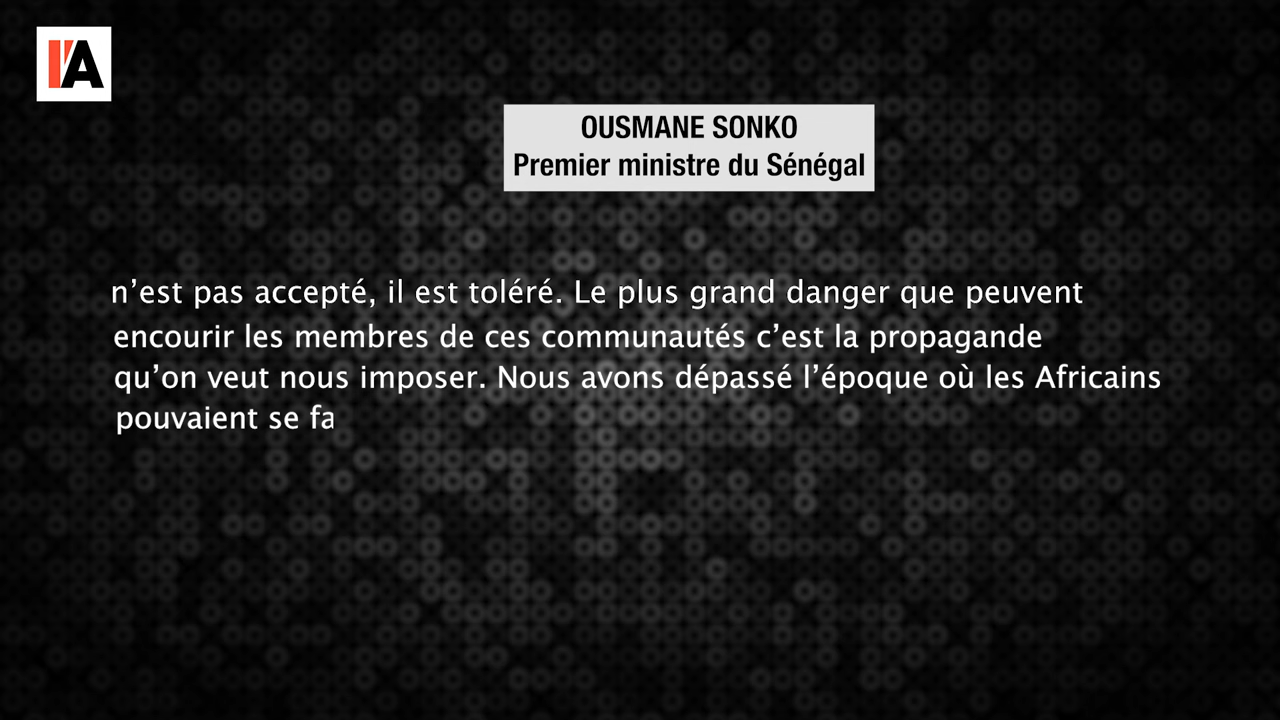 I'A
OUSMANE SONKO
Premier ministre du Sénégal
n’est pas accepté, il est toléré. Le plus grand danger que peuvent
encourir les membres de ces communautés c’est la propagande
qu’on veut nous imposer. Nous avons dépassé l’époque où les Africains
pouvaient se fa